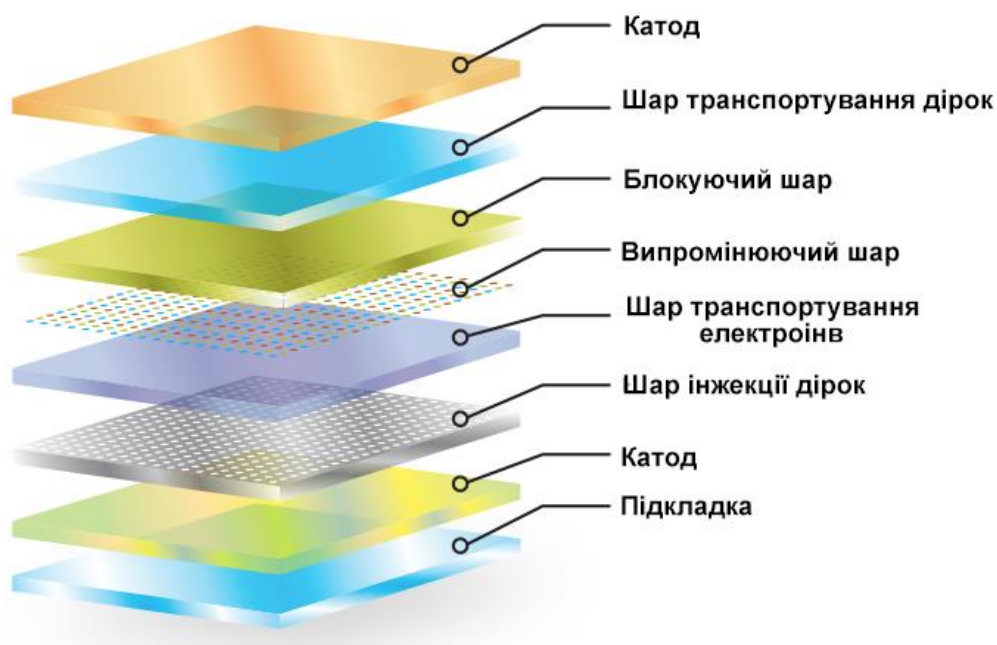 Катод
Шар транспортування дірок
Блокуючий шар
Випромінюючий шар
Шар транспортування
електроінв
Шар інжекції дірок
Катод
Підкладка